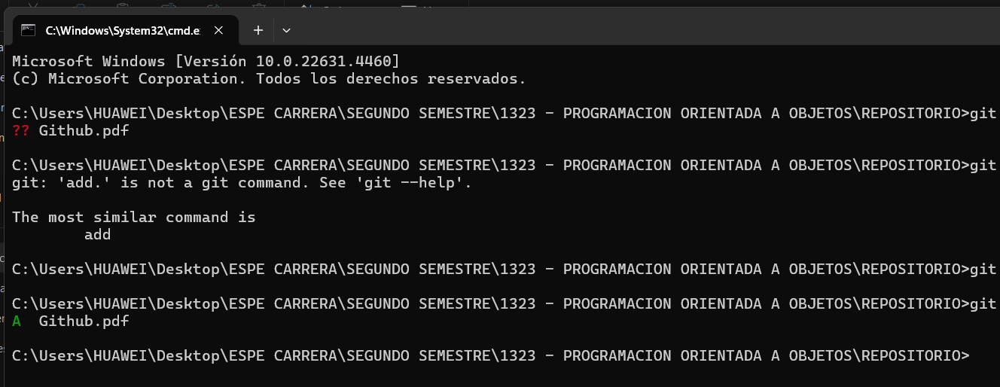 C:\Windows\System32\cmd.e
Microsoft Windows [Versión 10.0.22631.4460]
(c) Microsoft Corporation. Todos los derechos reservados.
C:\Users\HUAWEI\Desktop\ESPE CARRERA\SEGUNDO SEMESTRE\1323 - PROGRAMACION ORIENTADA A OBJETOS\REPOSITORIO>git
?? Github.pdf
C:\Users\HUAWEI\Desktop\ESPE CARRERA\SEGUNDO SEMESTRE\1323 - PROGRAMACION ORIENTADA A OBJETOS\REPOSITORIO>git
git: 'add.' is not a git command. See 'git --help'.
The most similar command is
add
C:\Users\HUAWEI\Desktop\ESPE CARRERA\SEGUNDO SEMESTRE\1323 - PROGRAMACION ORIENTADA A OBJETOS\REPOSITORIO>git
C:\Users\HUAWEI\Desktop\ESPE CARRERA\SEGUNDO SEMESTRE\1323 - PROGRAMACION ORIENTADA A OBJETOS\REPOSITORIO>git
A  Github.pdf
C:\Users\HUAWEI\Desktop\ESPE CARRERA\SEGUNDO SEMESTRE\1323 - PROGRAMACION ORIENTADA A OBJETOS\REPOSITORIO>